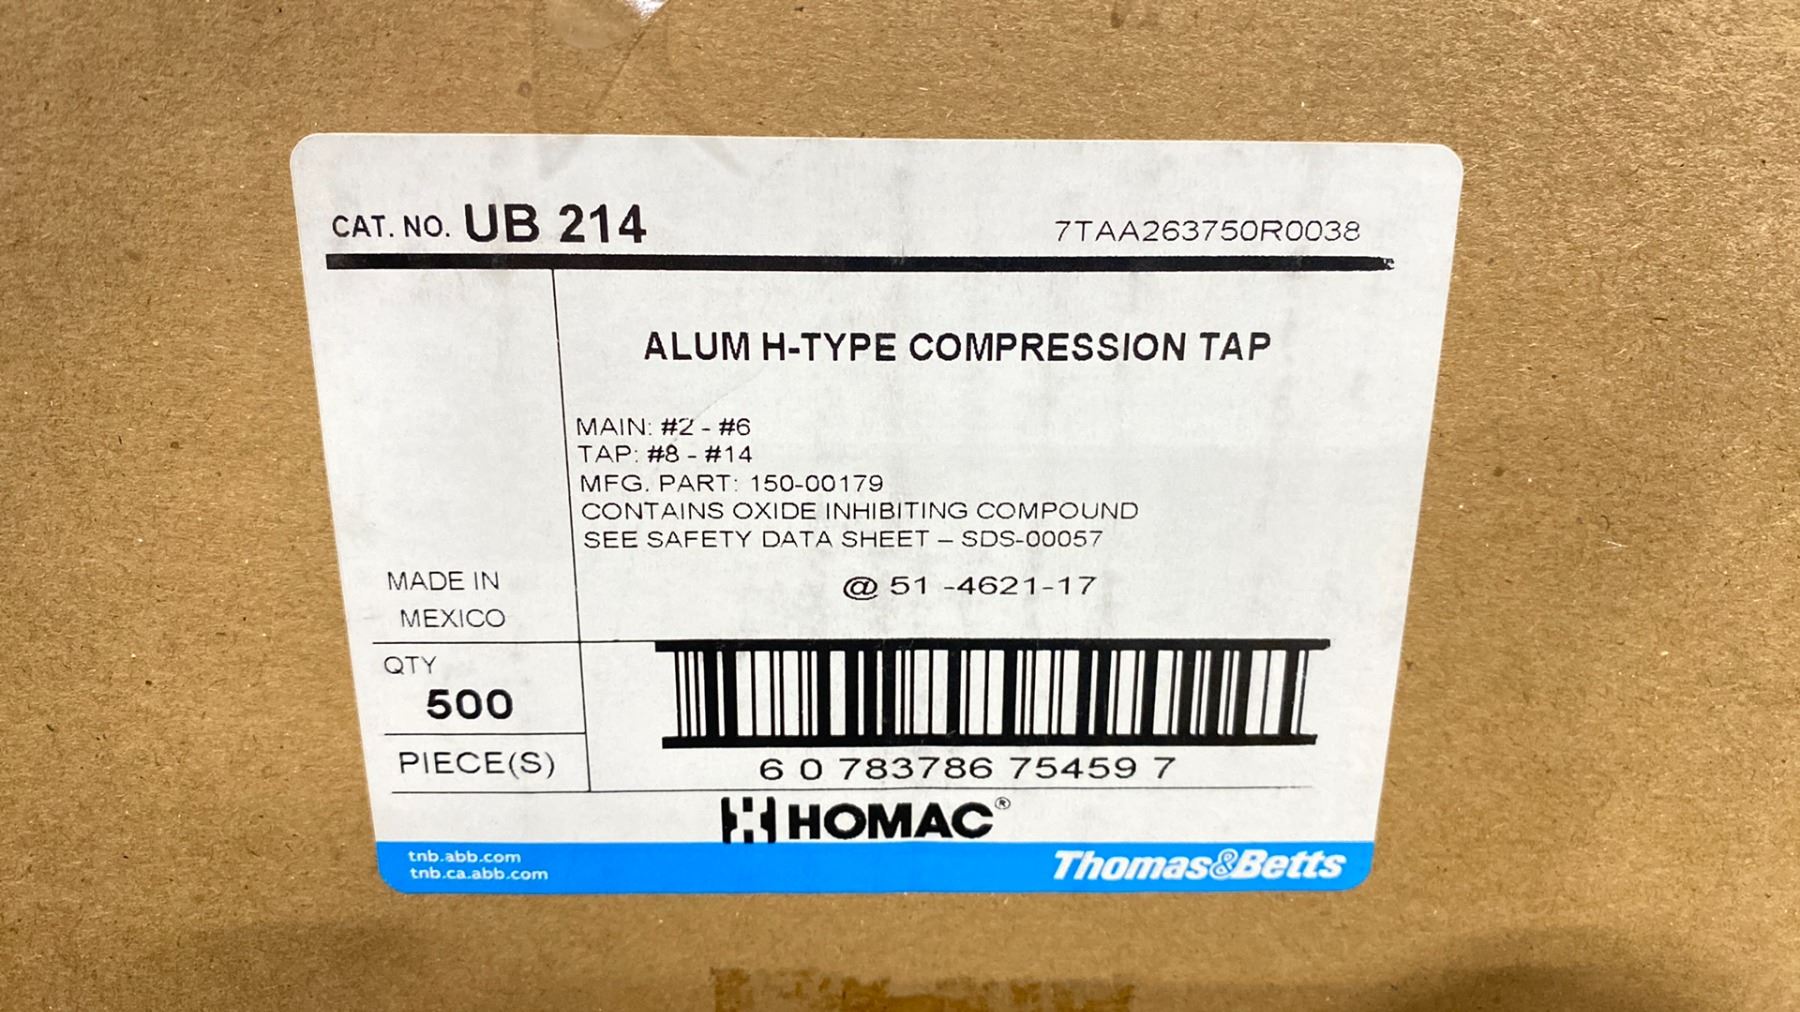 CAT. NO. UB 214
7TAA263750R0038
ALUM H-TYPE COMPRESSION TAP
MAIN: #2 - #6
TAP: #8 - #14
MFG. PART: 150-00179
CONTAINS OXIDE INHIBITING COMPOUND
SEE SAFETY DATA SHEET – SDS-00057
@ 51 -4621-17
MADE IN
MEXICO
QTY
500
PIECE(S)
6 0 783786 75459 7
HOMAC®
tnb.abb.com
tnb.ca.abb.com
Thomas&Betts